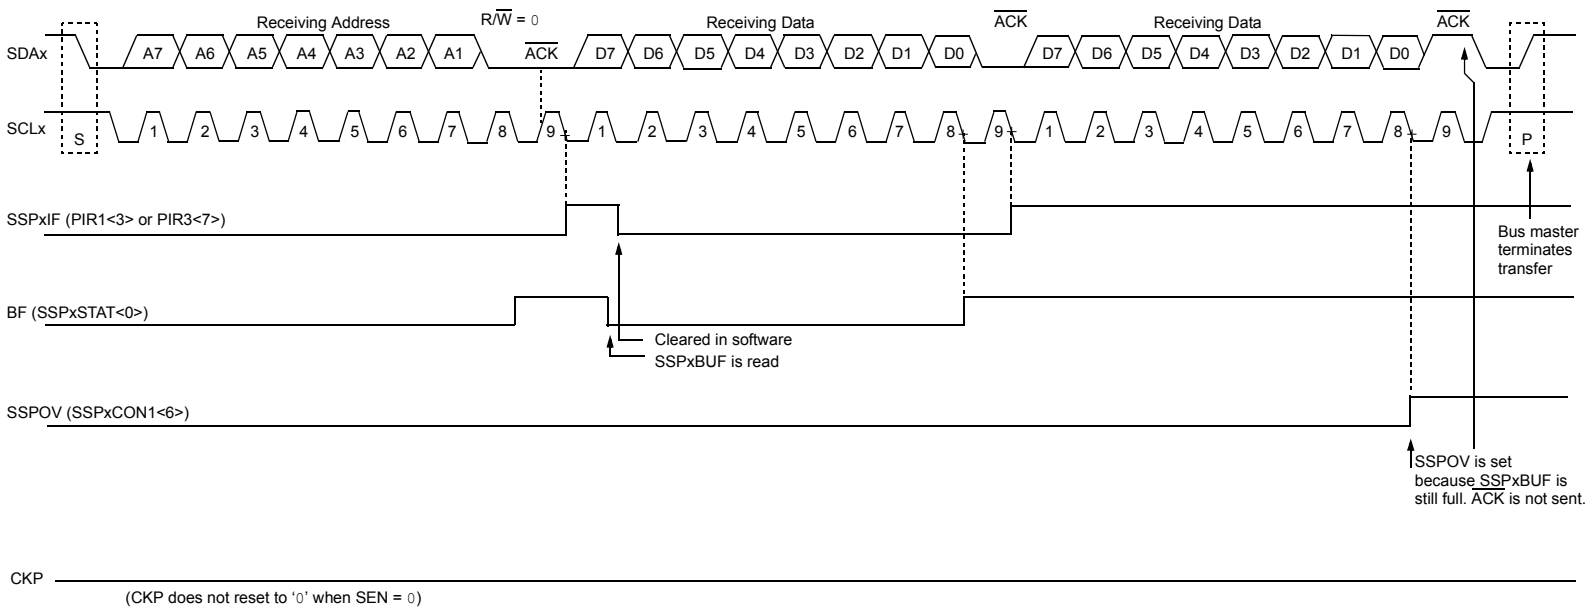 Receiving Address R/W = 0 Receiving Data ACK Receiving Data ACK
SDAx A7 A6 A5 A4 A3 A2 A1 ACK D7 D6 D5 D4 D3 D2 D1 D0 D7 D6 D5 D4 D3 D2 D1 D0
SCLx S 1 2 3 4 5 6 7 8 9 1 2 3 4 5 6 7 8 9 1 2 3 4 5 6 7 8 9 P
SSPxIF (PIR1<3> or PIR3<7>)
Bus master
terminates
transfer
BF (SSPxSTAT<0>)
Cleared in software
SSPxBUF is read
SSPOV (SSPxCON1<6>)
SSPOV is set
because SSPxBUF is
still full. ACK is not sent.
CKP
(CKP does not reset to ‘0’ when SEN = 0)